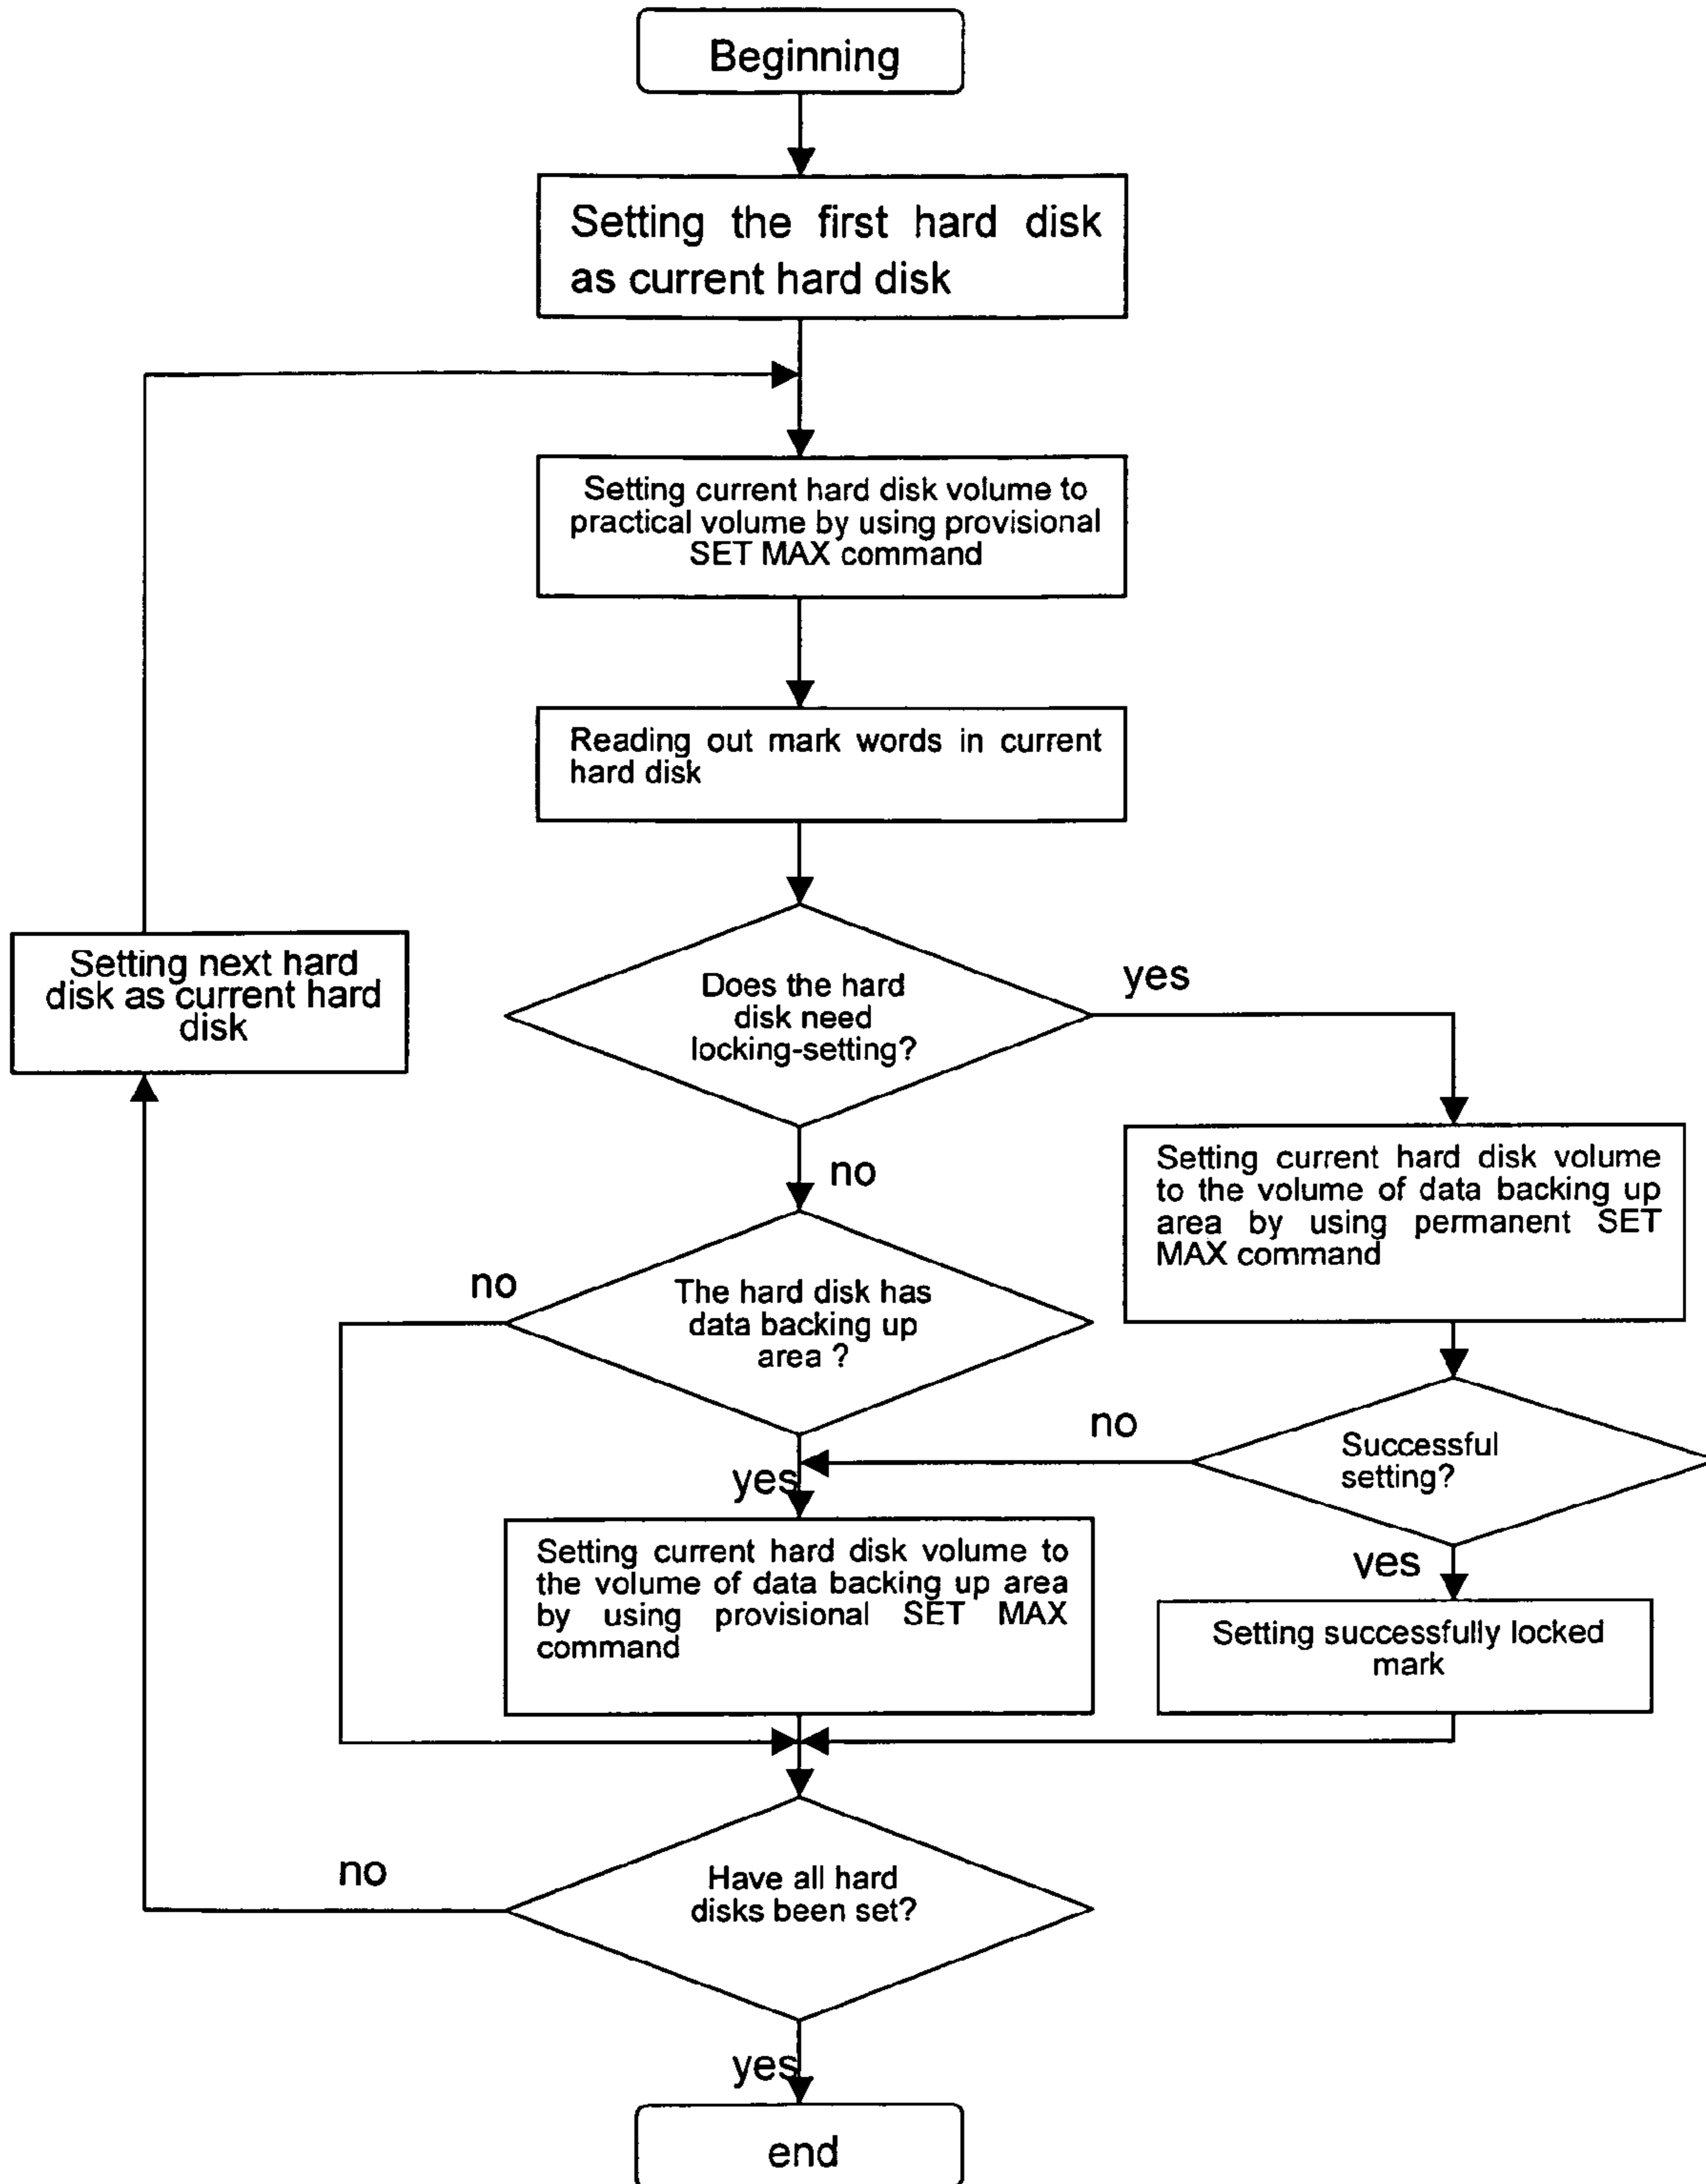 Beginning
Setting the first hard disk
as current hard disk
Setting current hard disk volume to
practical volume by using provisional
SET MAX command
Reading out mark words in current
hard disk
Setting next hard
disk as current hard
disk
Does the hard
disk need
locking-setting?
yes
no
Setting current hard disk volume
to the volume of data backing up
area by using permanent SET
MAX command
no
The hard disk has
data backing up
area ?
no
Successful
setting?
yes
Setting current hard disk volume to
the volume of data backing up area
by using provisional SET MAX
command
yes
Setting successfully locked
mark
no
Have all hard
disks been set?
yes
end